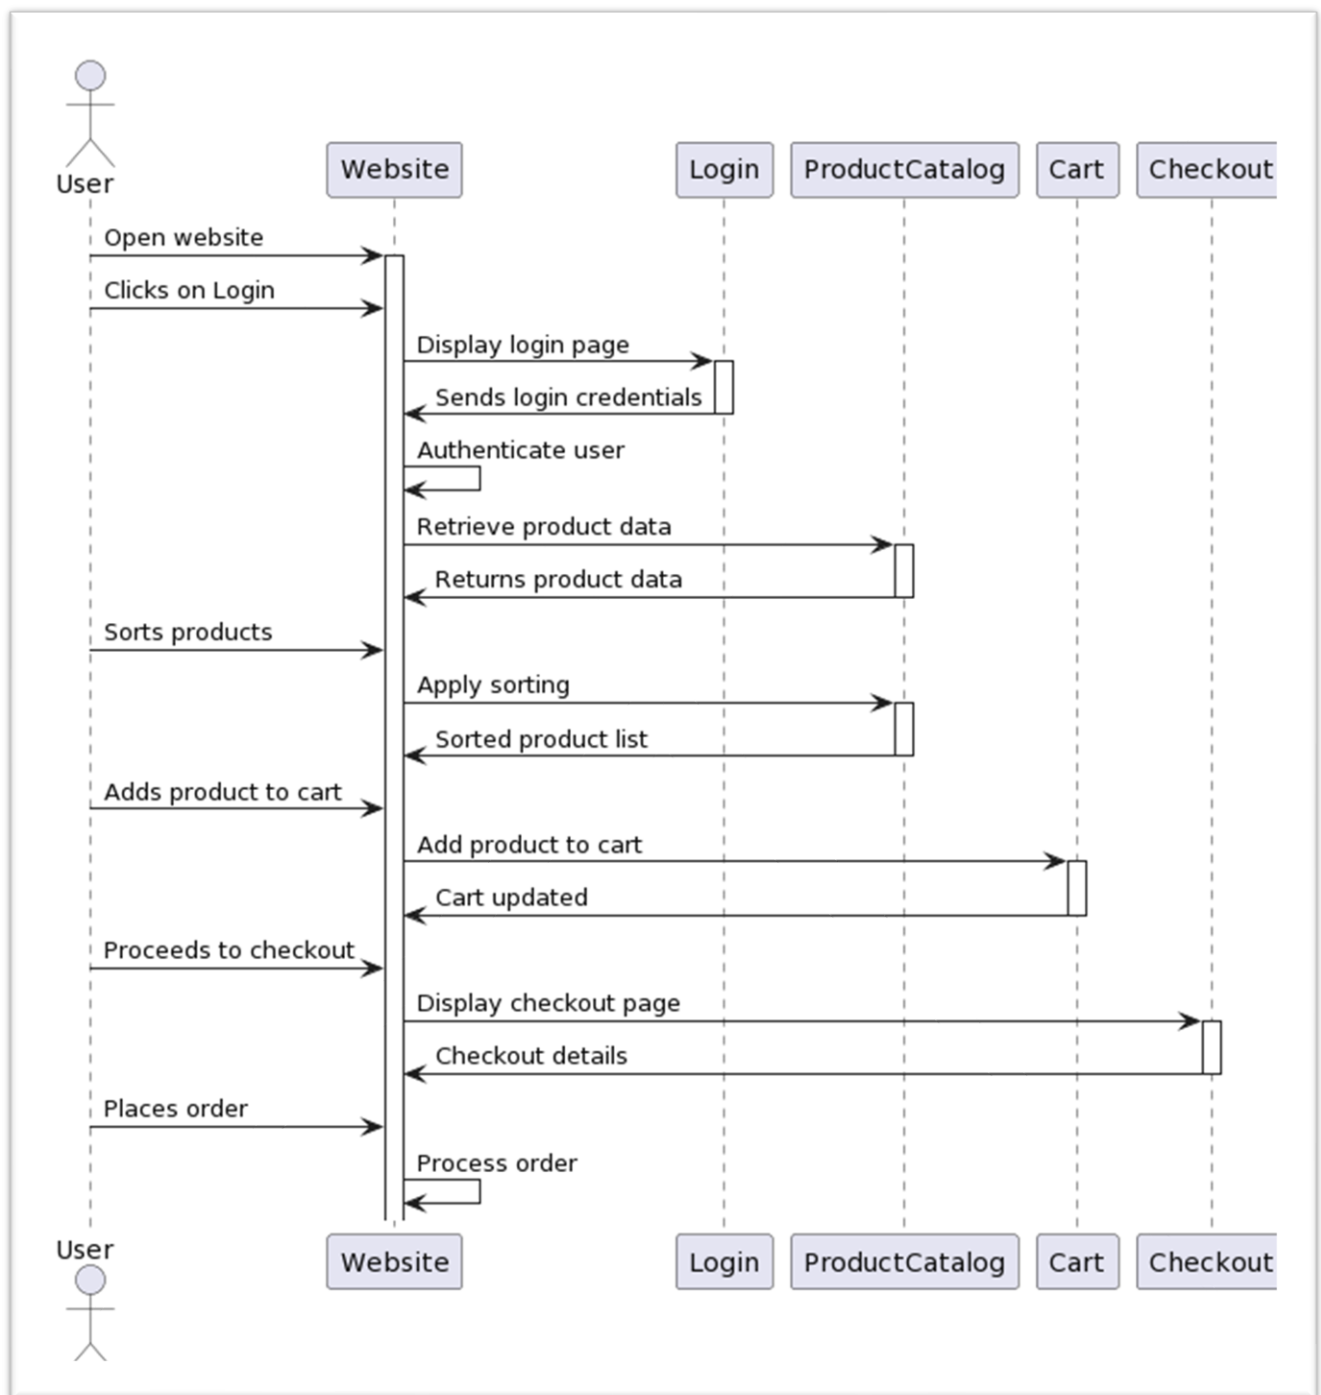 User
Website
Login
ProductCatalog
Cart
Checkout
Open website
Clicks on Login
Display login page
Sends login credentials
Authenticate user
Retrieve product data
Returns product data
Sorts products
Apply sorting
Sorted product list
Adds product to cart
Add product to cart
Cart updated
Proceeds to checkout
Display checkout page
Checkout details
Places order
Process order
User
Website
Login
ProductCatalog
Cart
Checkout